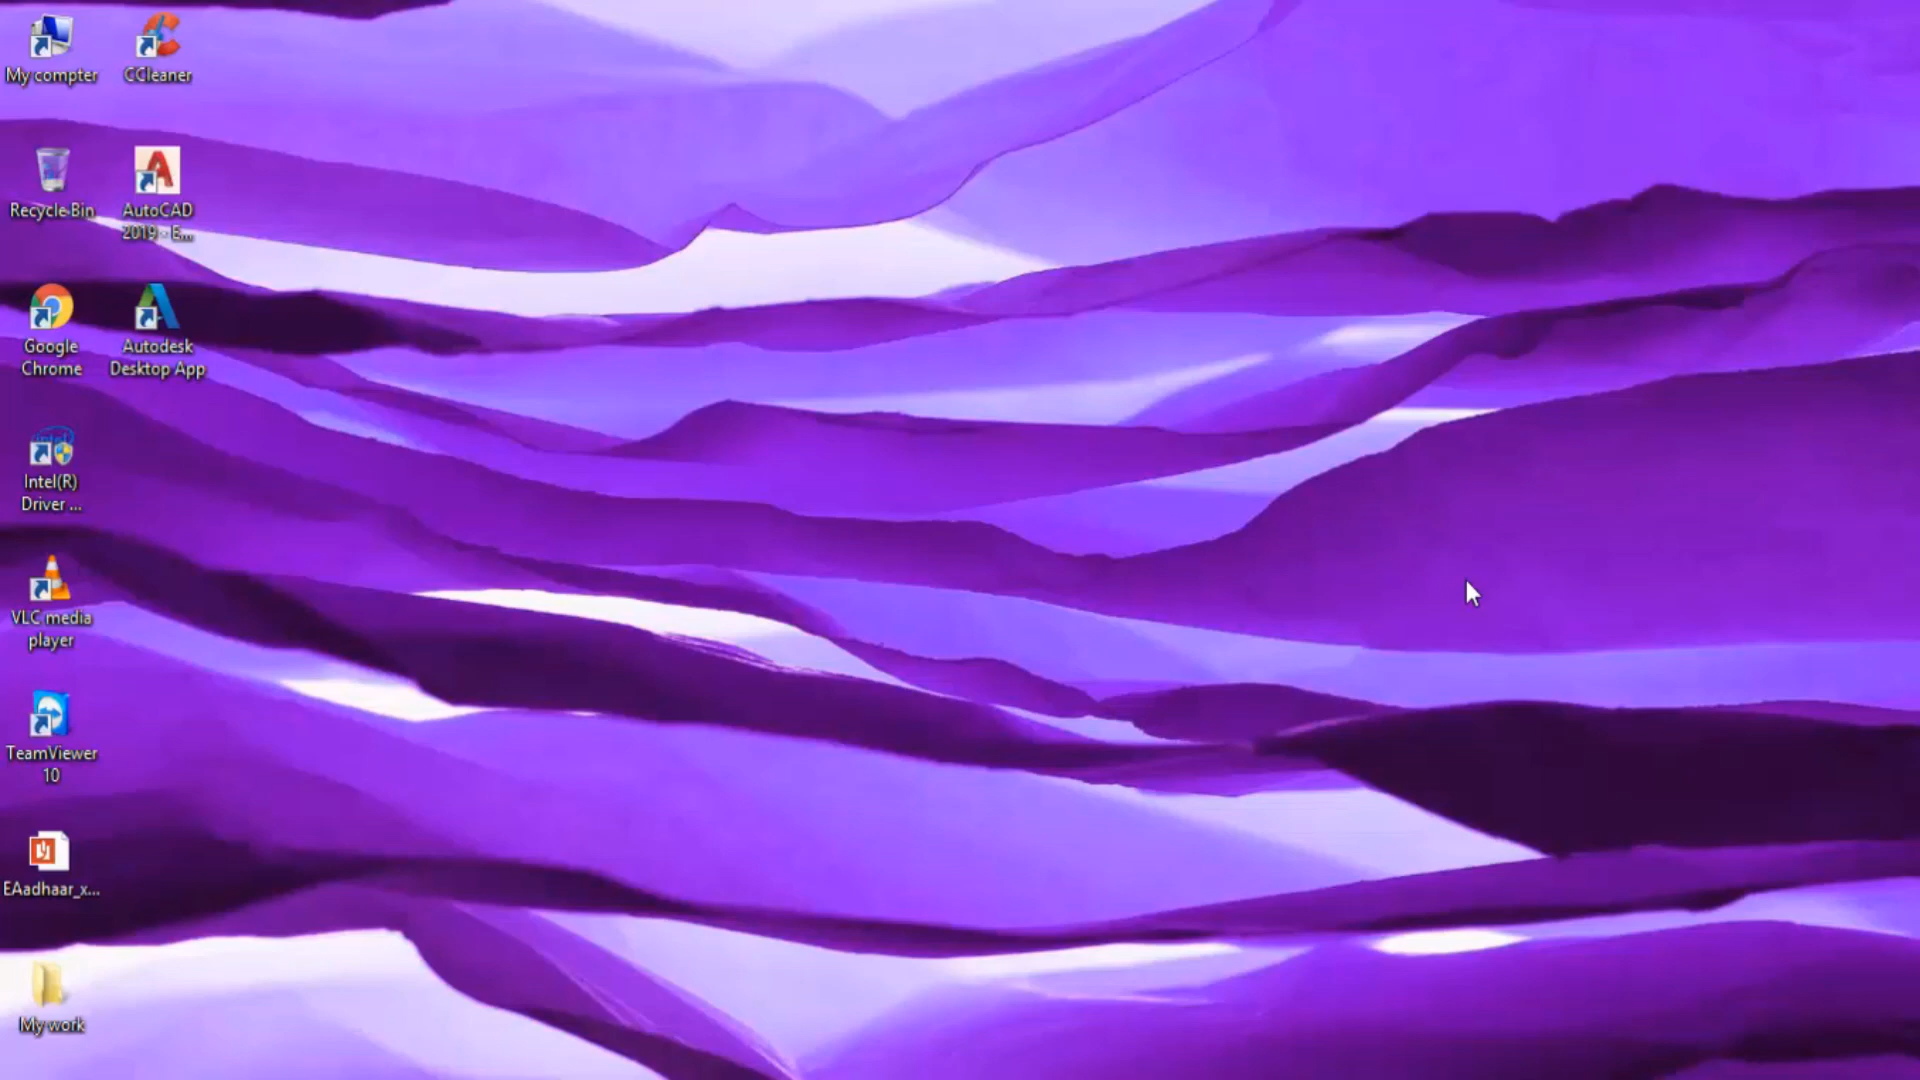 My compter
CCleaner
Recycle Bin
AutoCAD
2019 - E...
Google
Chrome
Autodesk
Desktop App
intel
Intel(R)
Driver ...
VLC media
player
TeamViewer
10
EAadhaar_x...
My work